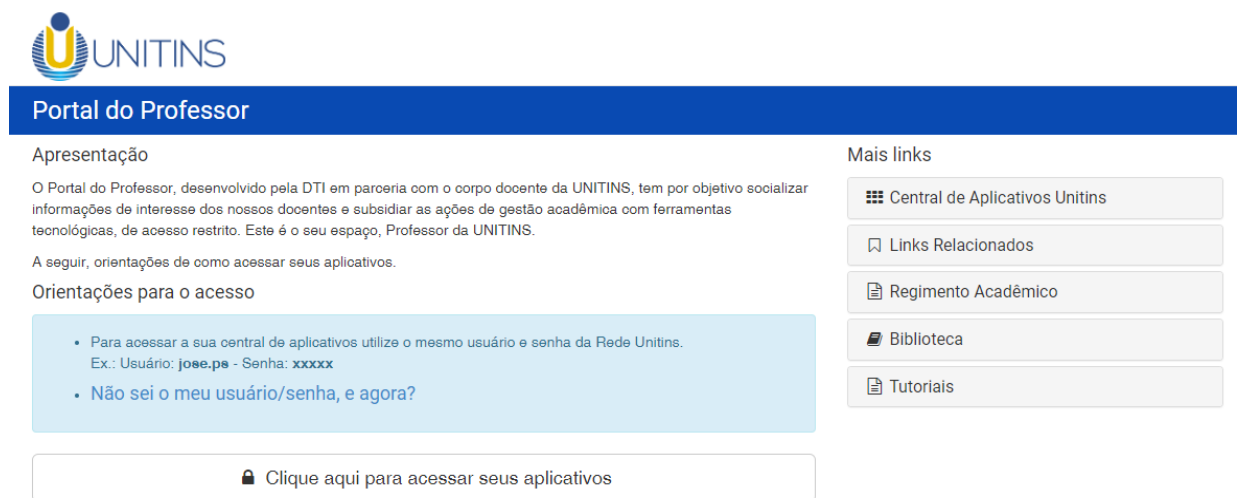 UNITINS
Portal do Professor
Apresentação
O Portal do Professor, desenvolvido pela DTI em parceria com o corpo docente da UNITINS, tem por objetivo socializar
informações de interesse dos nossos docentes e subsidiar as ações de gestão acadêmica com ferramentas
tecnológicas, de acesso restrito. Este é o seu espaço, Professor da UNITINS.
A seguir, orientações de como acessar seus aplicativos.
Orientações para o acesso
• Para acessar a sua central de aplicativos utilize o mesmo usuário e senha da Rede Unitins.
Ex.: Usuário: jose.ps - Senha: xxxxx
• Não sei o meu usuário/senha, e agora?
Clique aqui para acessar seus aplicativos
Mais links
Central de Aplicativos Unitins
Links Relacionados
Regimento Acadêmico
Biblioteca
Tutoriais